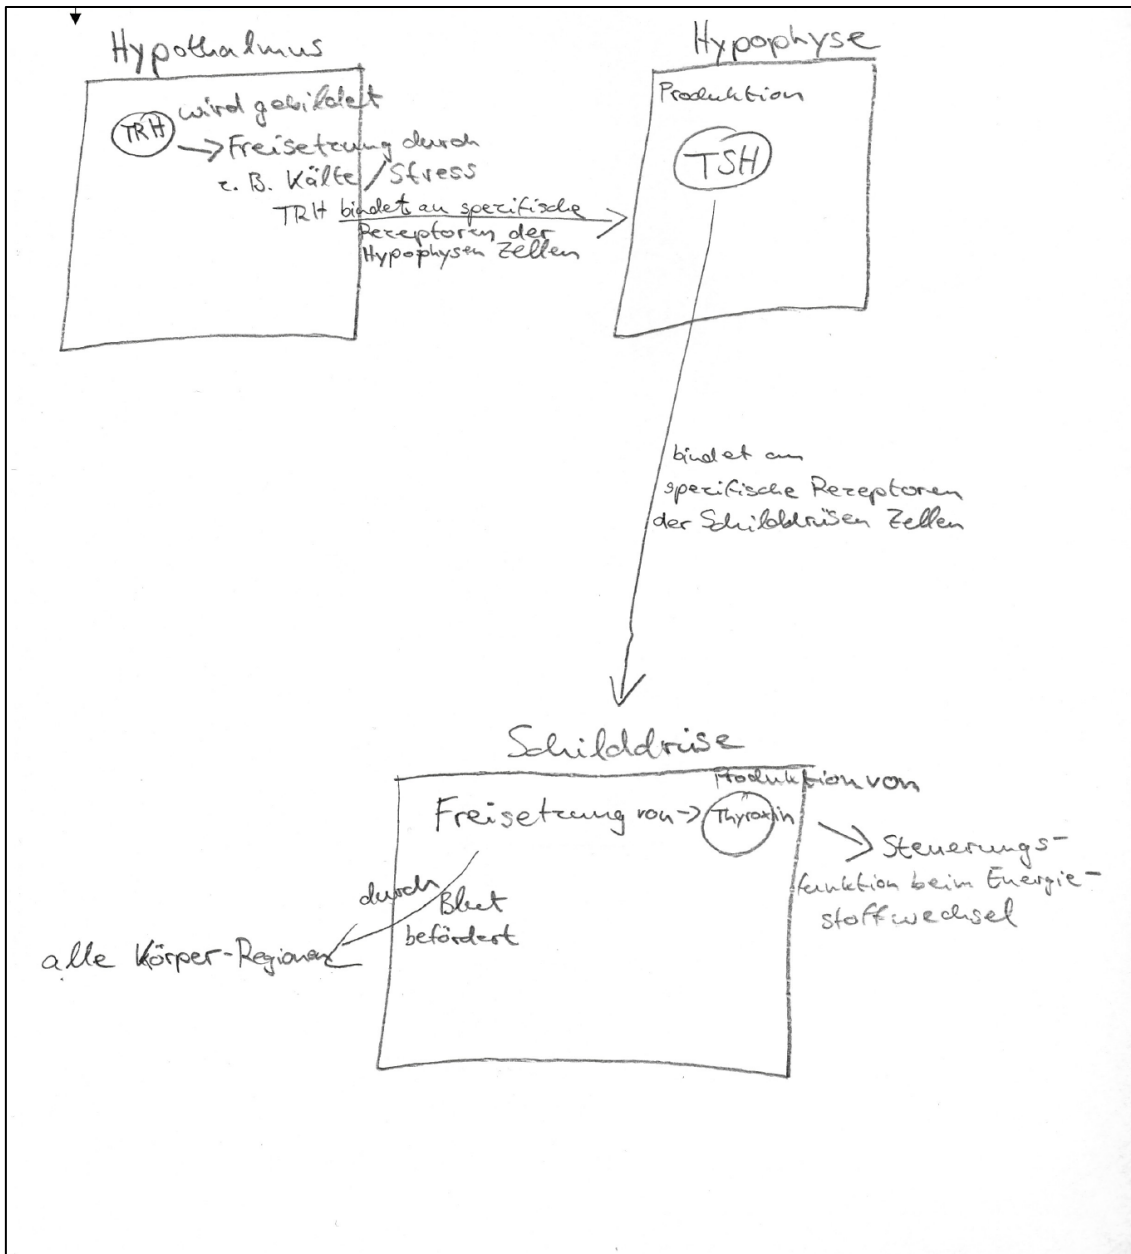 Hypothalmus
TRH wird gebildet
Freisetzung durch
z. B. Kälte/Stress
TRH bindet an spezifische
Rezeptoren der
Hypophysen Zellen
Hypophyse
Produktion
TSH
bindet an
spezifische Rezeptoren
der Schilddrüsen Zellen
Schilddrüse
Produktion von
Freisetzung von Thyroxin
Steuerungs-
funktion beim Energie-
stoffwechsel
durch Blut
befördert
alle Körper-Regionen